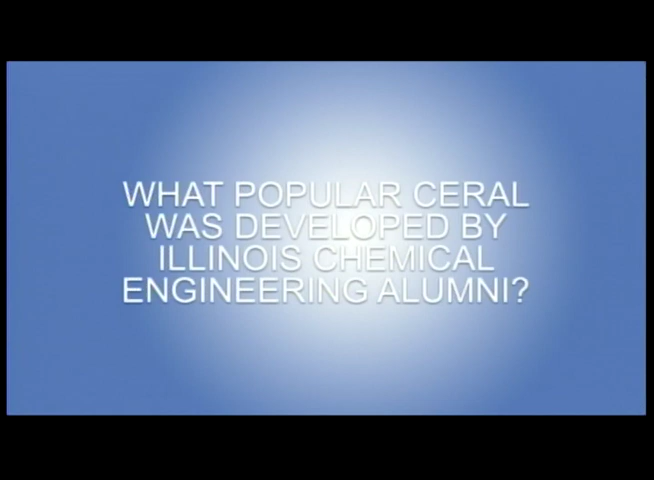 WHAT POPULAR CERAL
WAS DEVELOPED BY
ILLINOIS CHEMICAL
ENGINEERING ALUMNI?